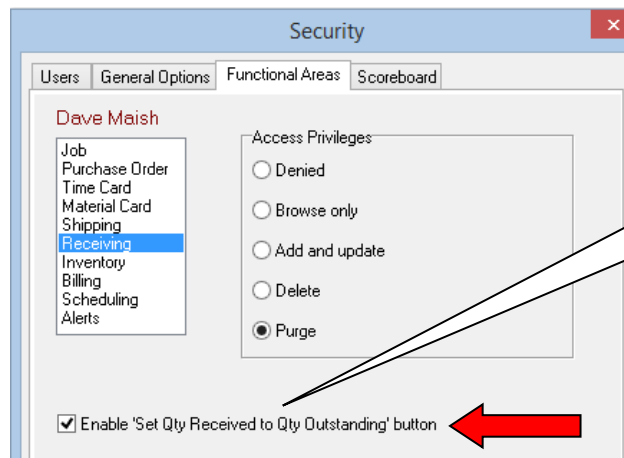 Security
Users
General Options
Functional Areas
Scoreboard
Dave Maish
Job
Purchase Order
Time Card
Material Card
Shipping
Receiving
Inventory
Billing
Scheduling
Alerts
Access Privileges
Denied
Browse only
Add and update
Delete
Purge
Enable 'Set Qty Received to Qty Outstanding' button